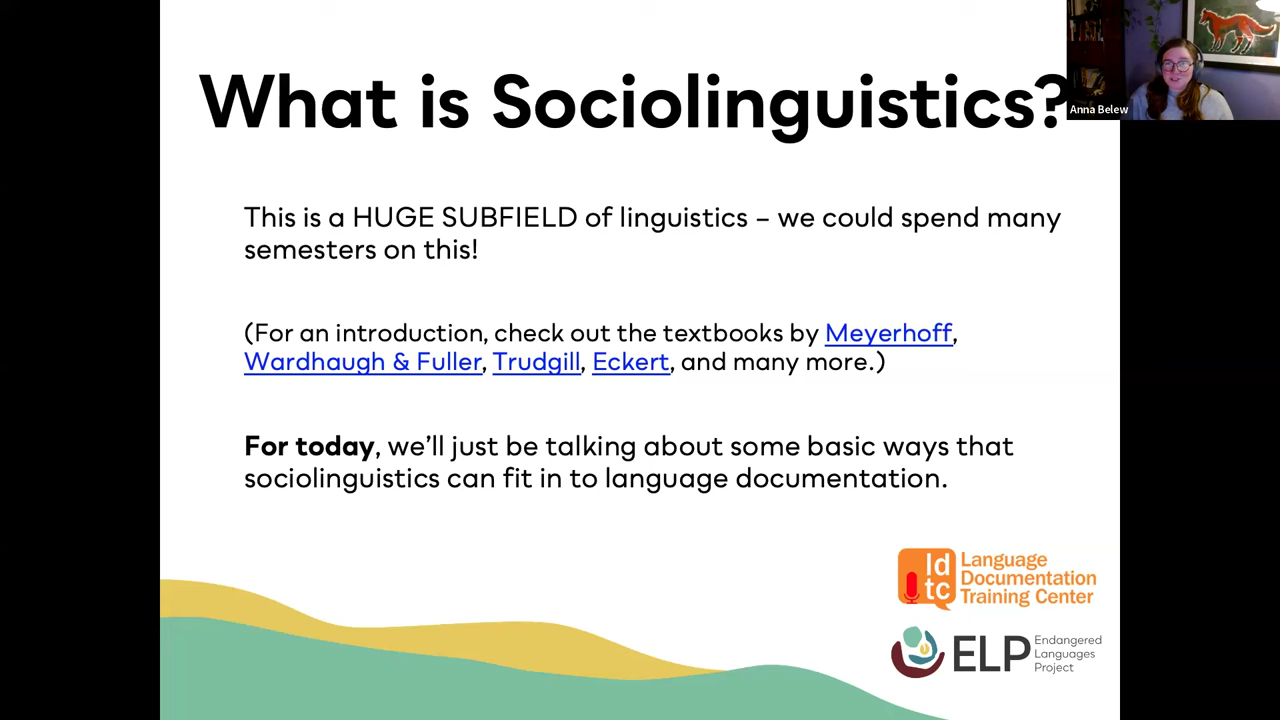 What is Sociolinguistics?
Anna Belew
This is a HUGE SUBFIELD of linguistics – we could spend many
semesters on this!
(For an introduction, check out the textbooks by Meyerhoff,
Wardhaugh & Fuller, Trudgill, Eckert, and many more.)
For today, we’ll just be talking about some basic ways that
sociolinguistics can fit in to language documentation.
ld
tc
Language
Documentation
Training Center
ELP
Endangered
Languages
Project